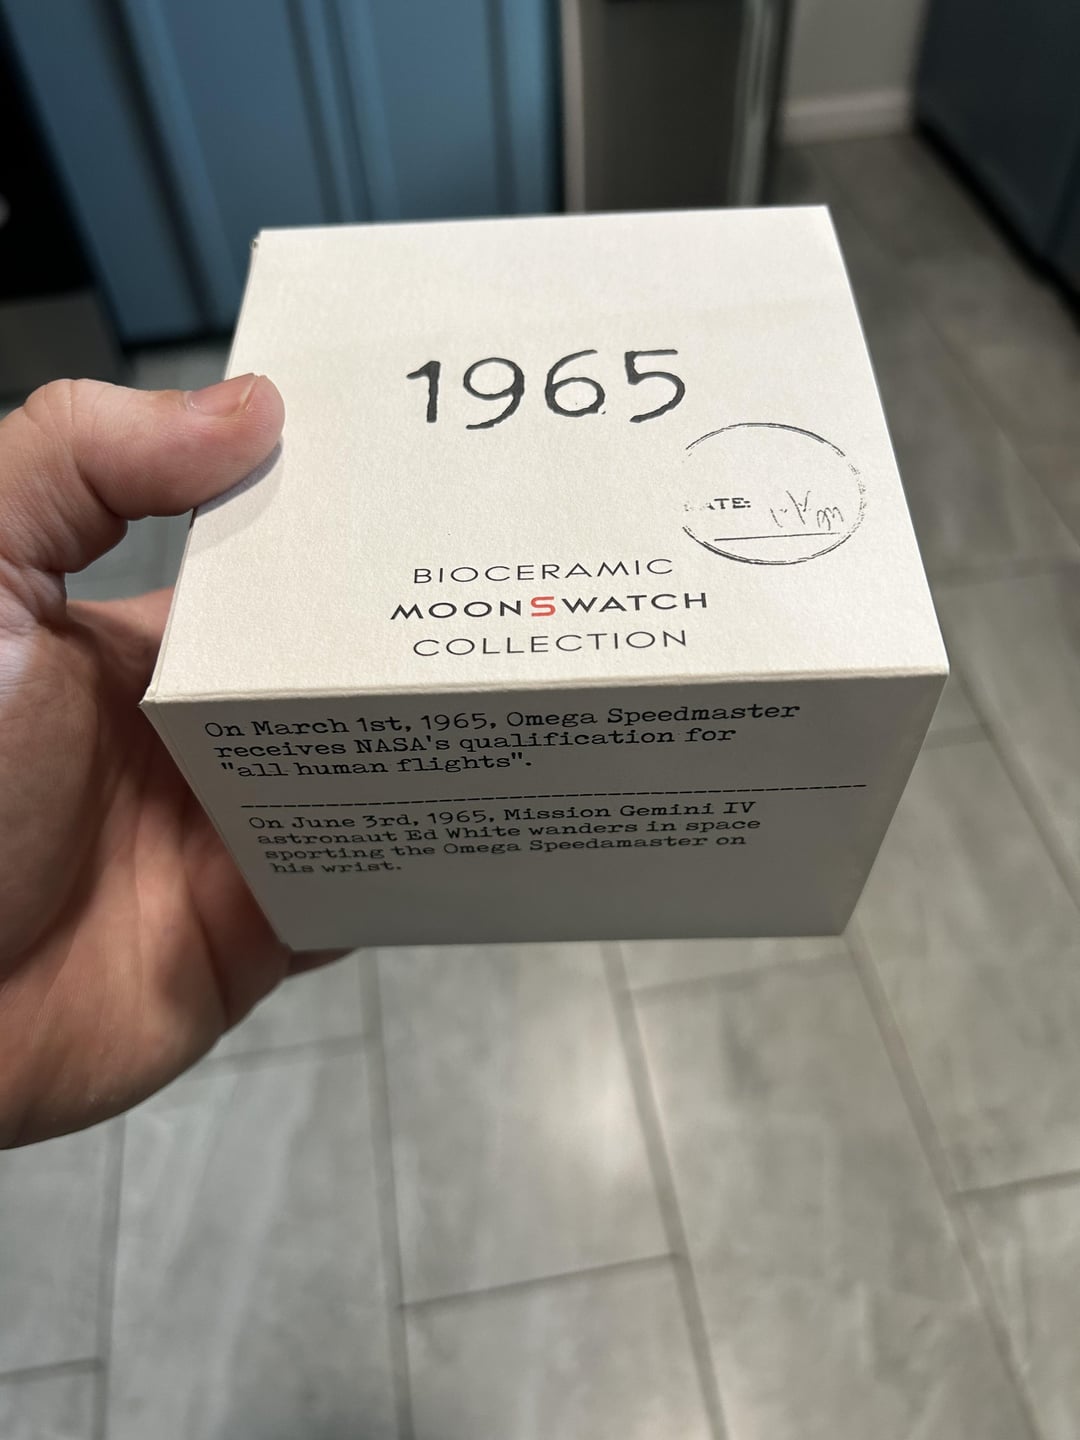 1965
BIOCERAMIC
MOONSWATCH
COLLECTION
On March 1st, 1965, Omega Speedmaster
receives NASA's qualification for
"all human flights".
On June 3rd, 1965, Mission Gemini IV
astronaut Ed White wanders in space
sporting the Omega Speedamaster on
his wrist.